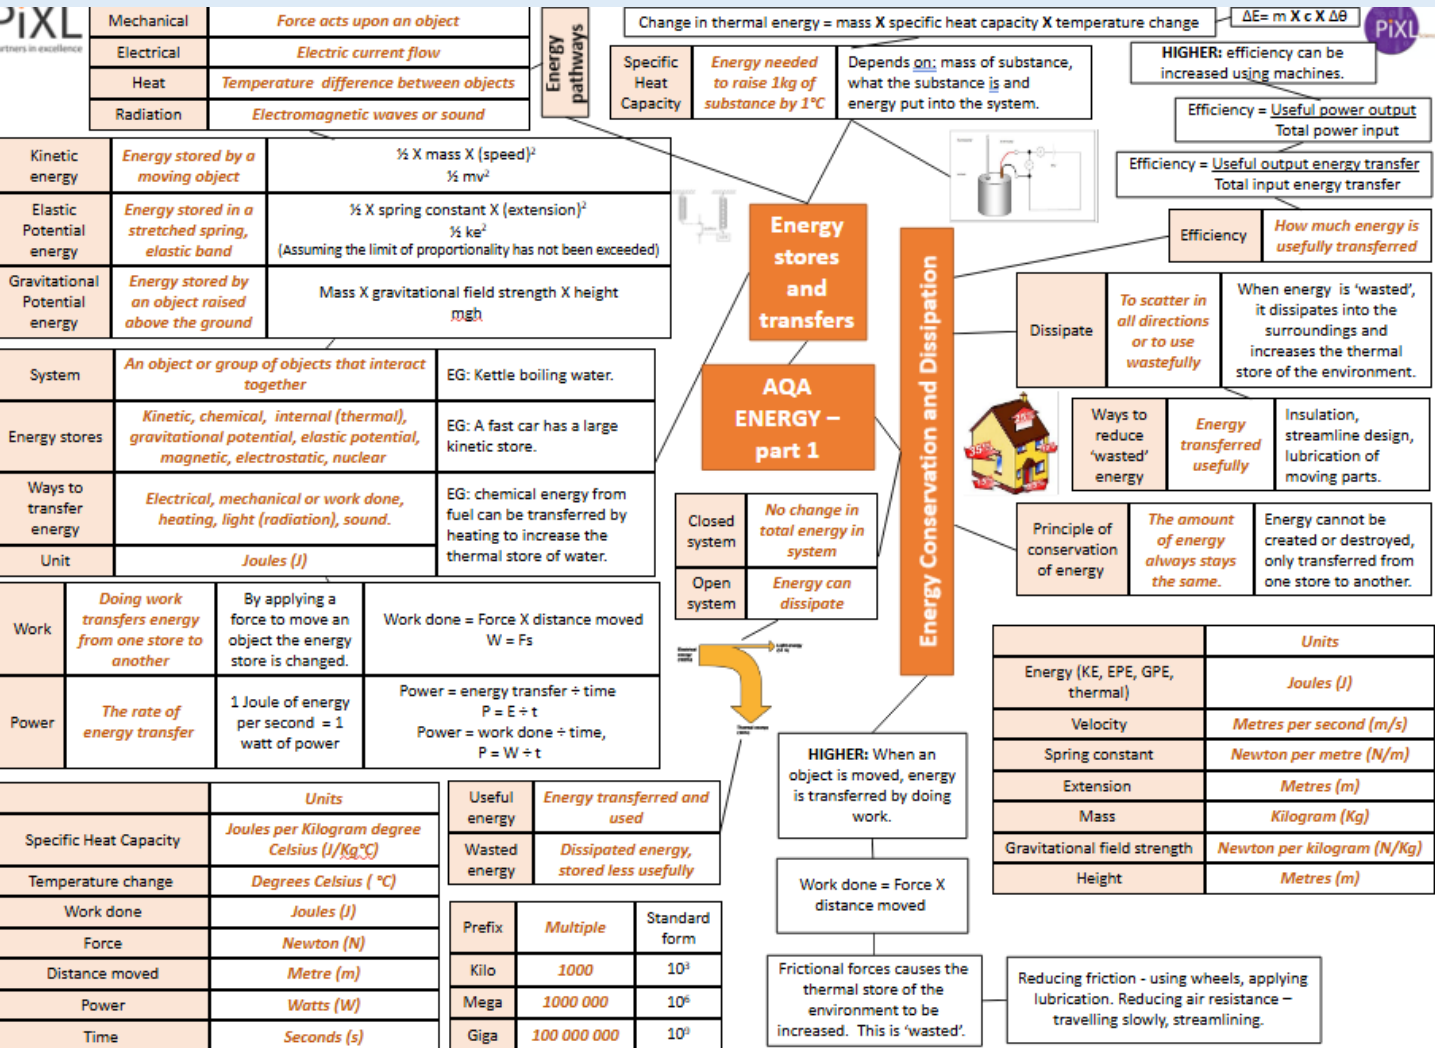 PiXL
partners in excellence
Mechanical
Force acts upon an object
Electrical
Electric current flow
Heat
Temperature difference between objects
Radiation
Electromagnetic waves or sound
Energy
pathways
Change in thermal energy = mass X specific heat capacity X temperature change
ΔE= m X c X Δθ
PiXL
Specific
Heat
Capacity
Energy needed
to raise 1kg of
substance by 1°C
Depends on: mass of substance,
what the substance is and
energy put into the system.
HIGHER: efficiency can be
increased using machines.
Efficiency = Useful power output
Total power input
Efficiency = Useful output energy transfer
Total input energy transfer
Efficiency
How much energy is
usefully transferred
Kinetic
energy
Energy stored by a
moving object
½ X mass X (speed)²
½ mv²
Elastic
Potential
energy
Energy stored in a
stretched spring,
elastic band
½ X spring constant X (extension)²
½ ke²
(Assuming the limit of proportionality has not been exceeded)
Gravitational
Potential
energy
Energy stored by
an object raised
above the ground
Mass X gravitational field strength X height
mgh
Energy
stores
and
transfers
AQA
ENERGY –
part 1
Energy Conservation and Dissipation
Dissipate
To scatter in
all directions
or to use
wastefully
When energy is ‘wasted’,
it dissipates into the
surroundings and
increases the thermal
store of the environment.
Ways to
reduce
‘wasted’
energy
Energy
transferred
usefully
Insulation,
streamline design,
lubrication of
moving parts.
Principle of
conservation
of energy
The amount
of energy
always stays
the same.
Energy cannot be
created or destroyed,
only transferred from
one store to another.
System
An object or group of objects that interact
together
EG: Kettle boiling water.
Energy stores
Kinetic, chemical, internal (thermal),
gravitational potential, elastic potential,
magnetic, electrostatic, nuclear
EG: A fast car has a large
kinetic store.
Ways to
transfer
energy
Electrical, mechanical or work done,
heating, light (radiation), sound.
EG: chemical energy from
fuel can be transferred by
heating to increase the
thermal store of water.
Unit
Joules (J)
Closed
system
No change in
total energy in
system
Open
system
Energy can
dissipate
Work
Doing work
transfers energy
from one store to
another
By applying a
force to move an
object the energy
store is changed.
Work done = Force X distance moved
W = Fs
Power
The rate of
energy transfer
1 Joule of energy
per second = 1
watt of power
Power = energy transfer ÷ time
P = E ÷ t
Power = work done ÷ time,
P = W ÷ t
Units
Specific Heat Capacity
Joules per Kilogram degree
Celsius (J/Kg°C)
Temperature change
Degrees Celsius ( °C)
Work done
Joules (J)
Force
Newton (N)
Distance moved
Metre (m)
Power
Watts (W)
Time
Seconds (s)
Useful
energy
Energy transferred and
used
Wasted
energy
Dissipated energy,
stored less usefully
Prefix
Multiple
Standard
form
Kilo
1000
10³
Mega
1000 000
10⁶
Giga
100 000 000
10⁹
HIGHER: When an
object is moved, energy
is transferred by doing
work.
Work done = Force X
distance moved
Frictional forces causes the
thermal store of the
environment to be
increased. This is ‘wasted’.
Reducing friction - using wheels, applying
lubrication. Reducing air resistance –
travelling slowly, streamlining.
Units
Energy (KE, EPE, GPE,
thermal)
Joules (J)
Velocity
Metres per second (m/s)
Spring constant
Newton per metre (N/m)
Extension
Metres (m)
Mass
Kilogram (Kg)
Gravitational field strength
Newton per kilogram (N/Kg)
Height
Metres (m)